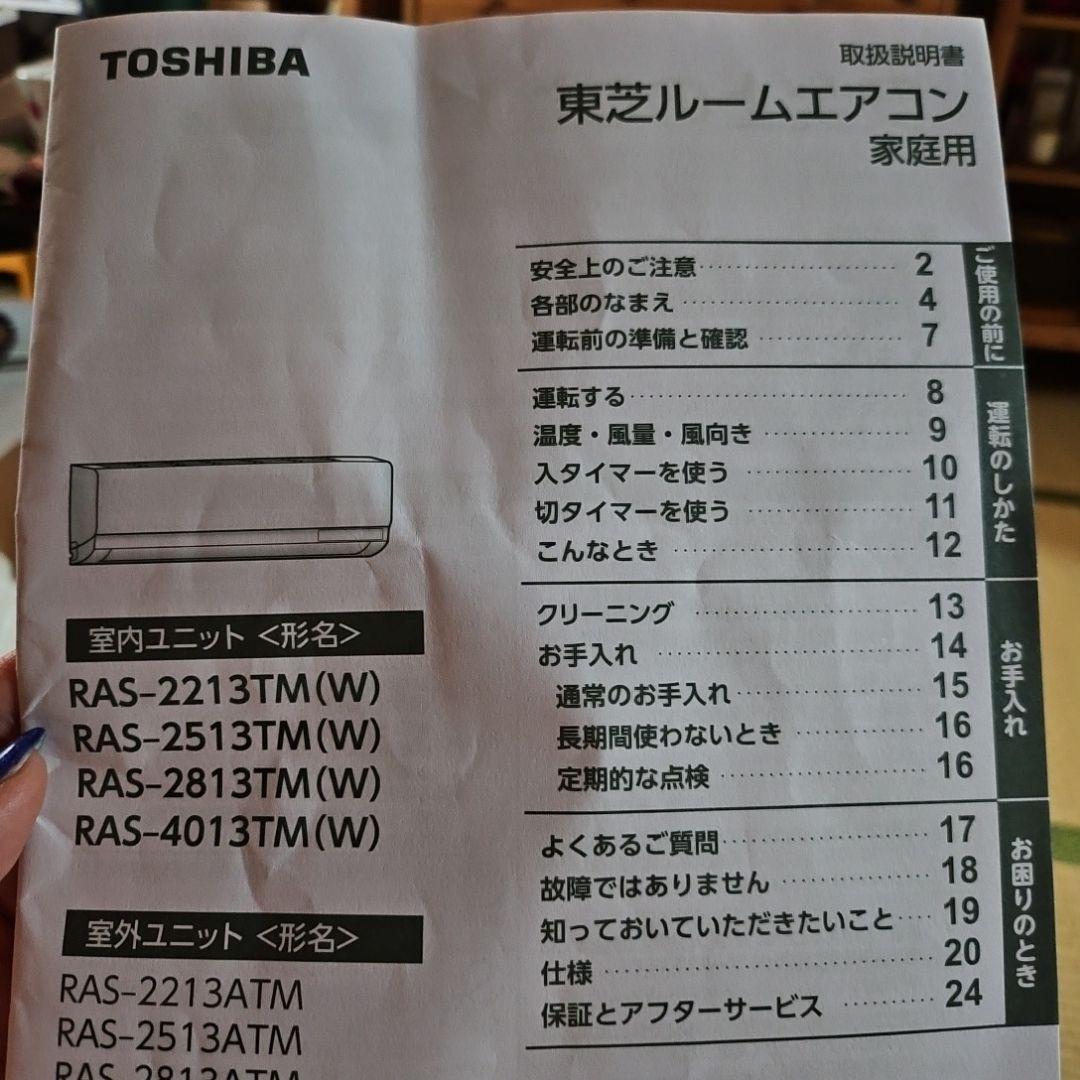 TOSHIBA
取扱説明書
東芝ルームエアコン
家庭用
ご使用の前に
安全上のご注意 2
各部のなまえ 4
運転前の準備と確認 7
運転のしかた
運転する 8
温度・風量・風向き 9
入タイマーを使う 10
切タイマーを使う 11
こんなとき 12
お手入れ
クリーニング 13
お手入れ 14
通常のお手入れ 15
長期間使わないとき 16
定期的な点検 16
お困りのとき
よくあるご質問 17
故障ではありません 18
知っておいていただきたいこと 19
仕様 20
保証とアフターサービス 24
室内ユニット <形名>
RAS-2213TM(W)
RAS-2513TM(W)
RAS-2813TM(W)
RAS-4013TM(W)
室外ユニット <形名>
RAS-2213ATM
RAS-2513ATM
RAS-2813ATM